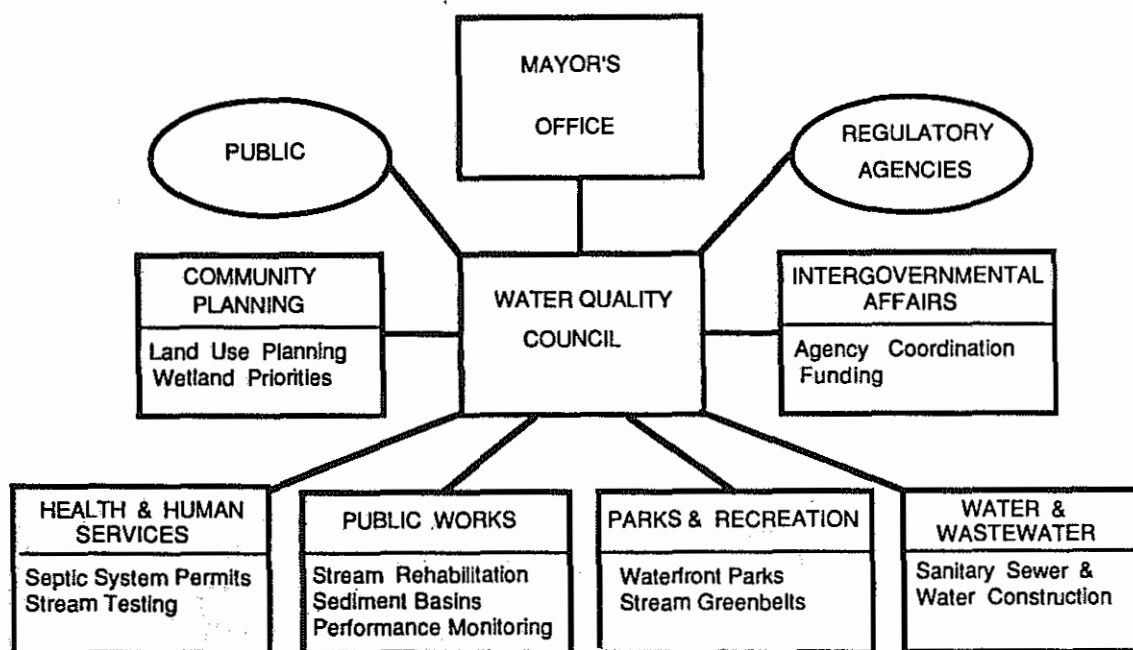 MAYOR'S
OFFICE
PUBLIC
REGULATORY
AGENCIES
COMMUNITY
PLANNING
Land Use Planning
Wetland Priorities
WATER QUALITY
COUNCIL
INTERGOVERNMENTAL
AFFAIRS
Agency Coordination
Funding
HEALTH & HUMAN
SERVICES
Septic System Permits
Stream Testing
PUBLIC WORKS
Stream Rehabilitation
Sediment Basins
Performance Monitoring
PARKS & RECREATION
Waterfront Parks
Stream Greenbelts
WATER &
WASTEWATER
Sanitary Sewer &
Water Construction